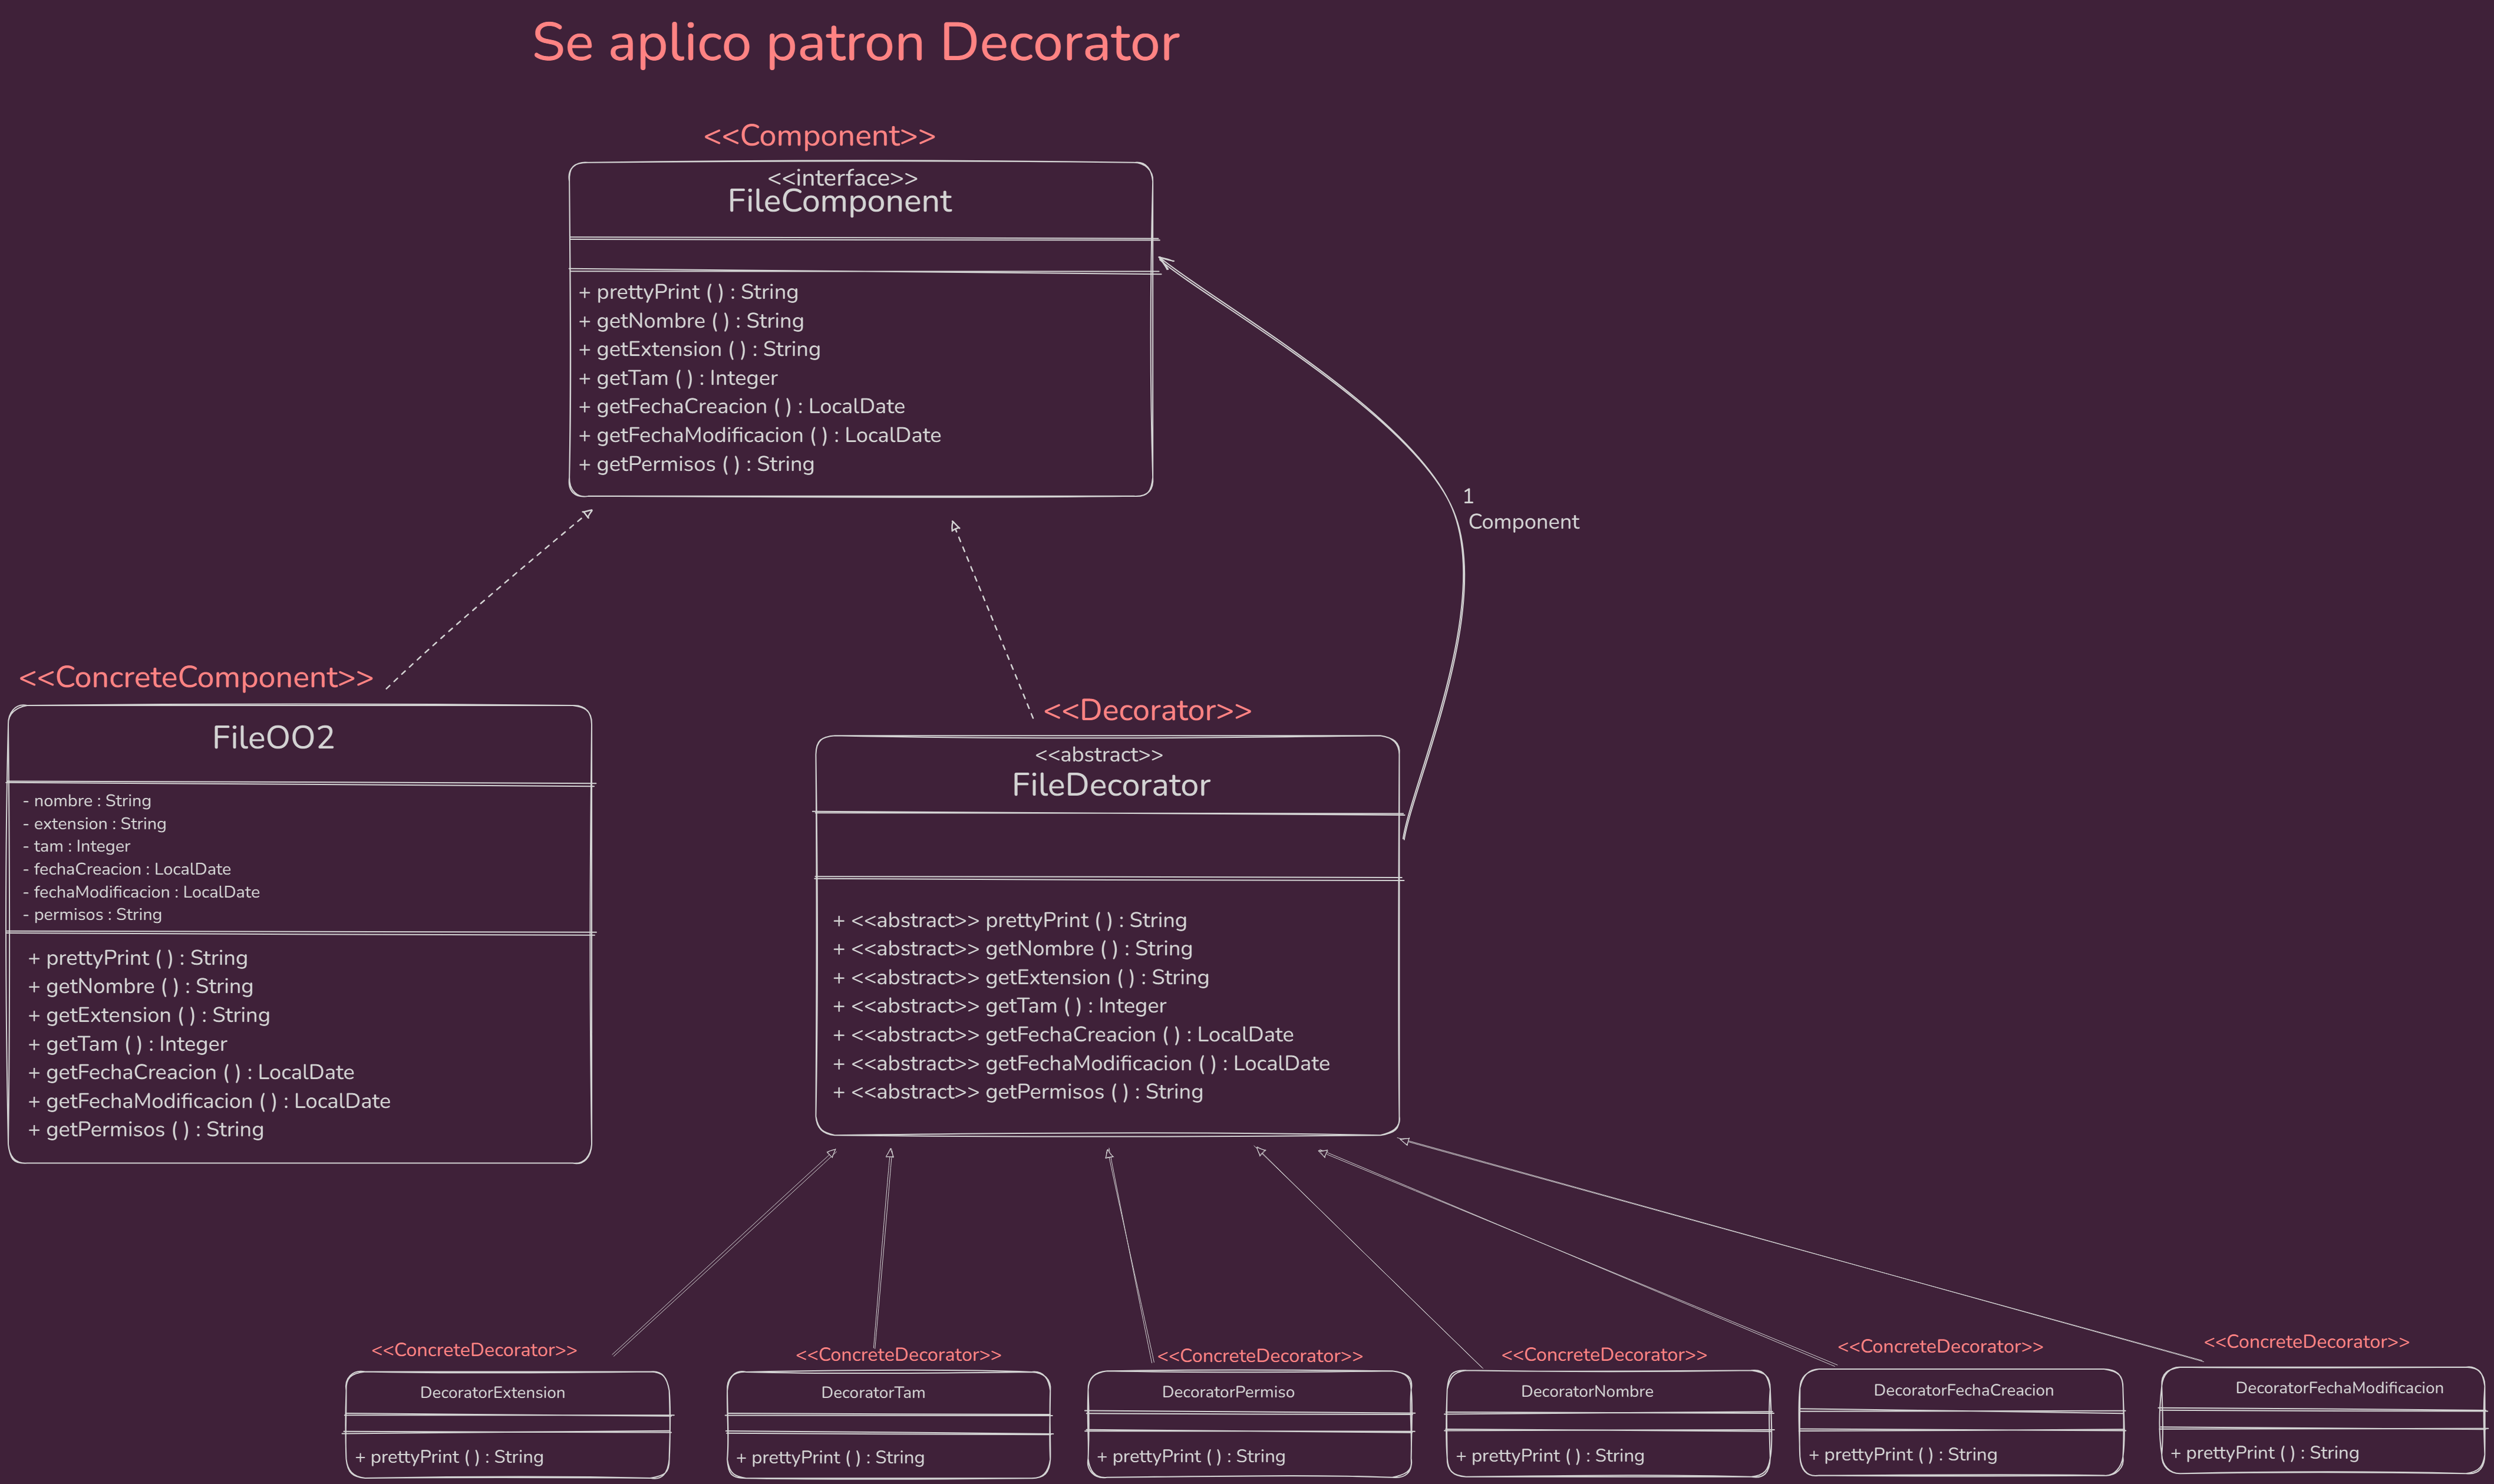 Se aplico patron Decorator
<<Component>>
<<interface>>
FileComponent
+ prettyPrint ( ) : String
+ getNombre ( ) : String
+ getExtension ( ) : String
+ getTam ( ) : Integer
+ getFechaCreacion ( ) : LocalDate
+ getFechaModificacion ( ) : LocalDate
+ getPermisos ( ) : String
1
Component
<<ConcreteComponent>>
FileOO2
- nombre : String
- extension : String
- tam : Integer
- fechaCreacion : LocalDate
- fechaModificacion : LocalDate
- permisos : String
+ prettyPrint ( ) : String
+ getNombre ( ) : String
+ getExtension ( ) : String
+ getTam ( ) : Integer
+ getFechaCreacion ( ) : LocalDate
+ getFechaModificacion ( ) : LocalDate
+ getPermisos ( ) : String
<<Decorator>>
<<abstract>>
FileDecorator
+ <<abstract>> prettyPrint ( ) : String
+ <<abstract>> getNombre ( ) : String
+ <<abstract>> getExtension ( ) : String
+ <<abstract>> getTam ( ) : Integer
+ <<abstract>> getFechaCreacion ( ) : LocalDate
+ <<abstract>> getFechaModificacion ( ) : LocalDate
+ <<abstract>> getPermisos ( ) : String
<<ConcreteDecorator>>
DecoratorExtension
+ prettyPrint ( ) : String
<<ConcreteDecorator>>
DecoratorTam
+ prettyPrint ( ) : String
<<ConcreteDecorator>>
DecoratorPermiso
+ prettyPrint ( ) : String
<<ConcreteDecorator>>
DecoratorNombre
+ prettyPrint ( ) : String
<<ConcreteDecorator>>
DecoratorFechaCreacion
+ prettyPrint ( ) : String
<<ConcreteDecorator>>
DecoratorFechaModificacion
+ prettyPrint ( ) : String